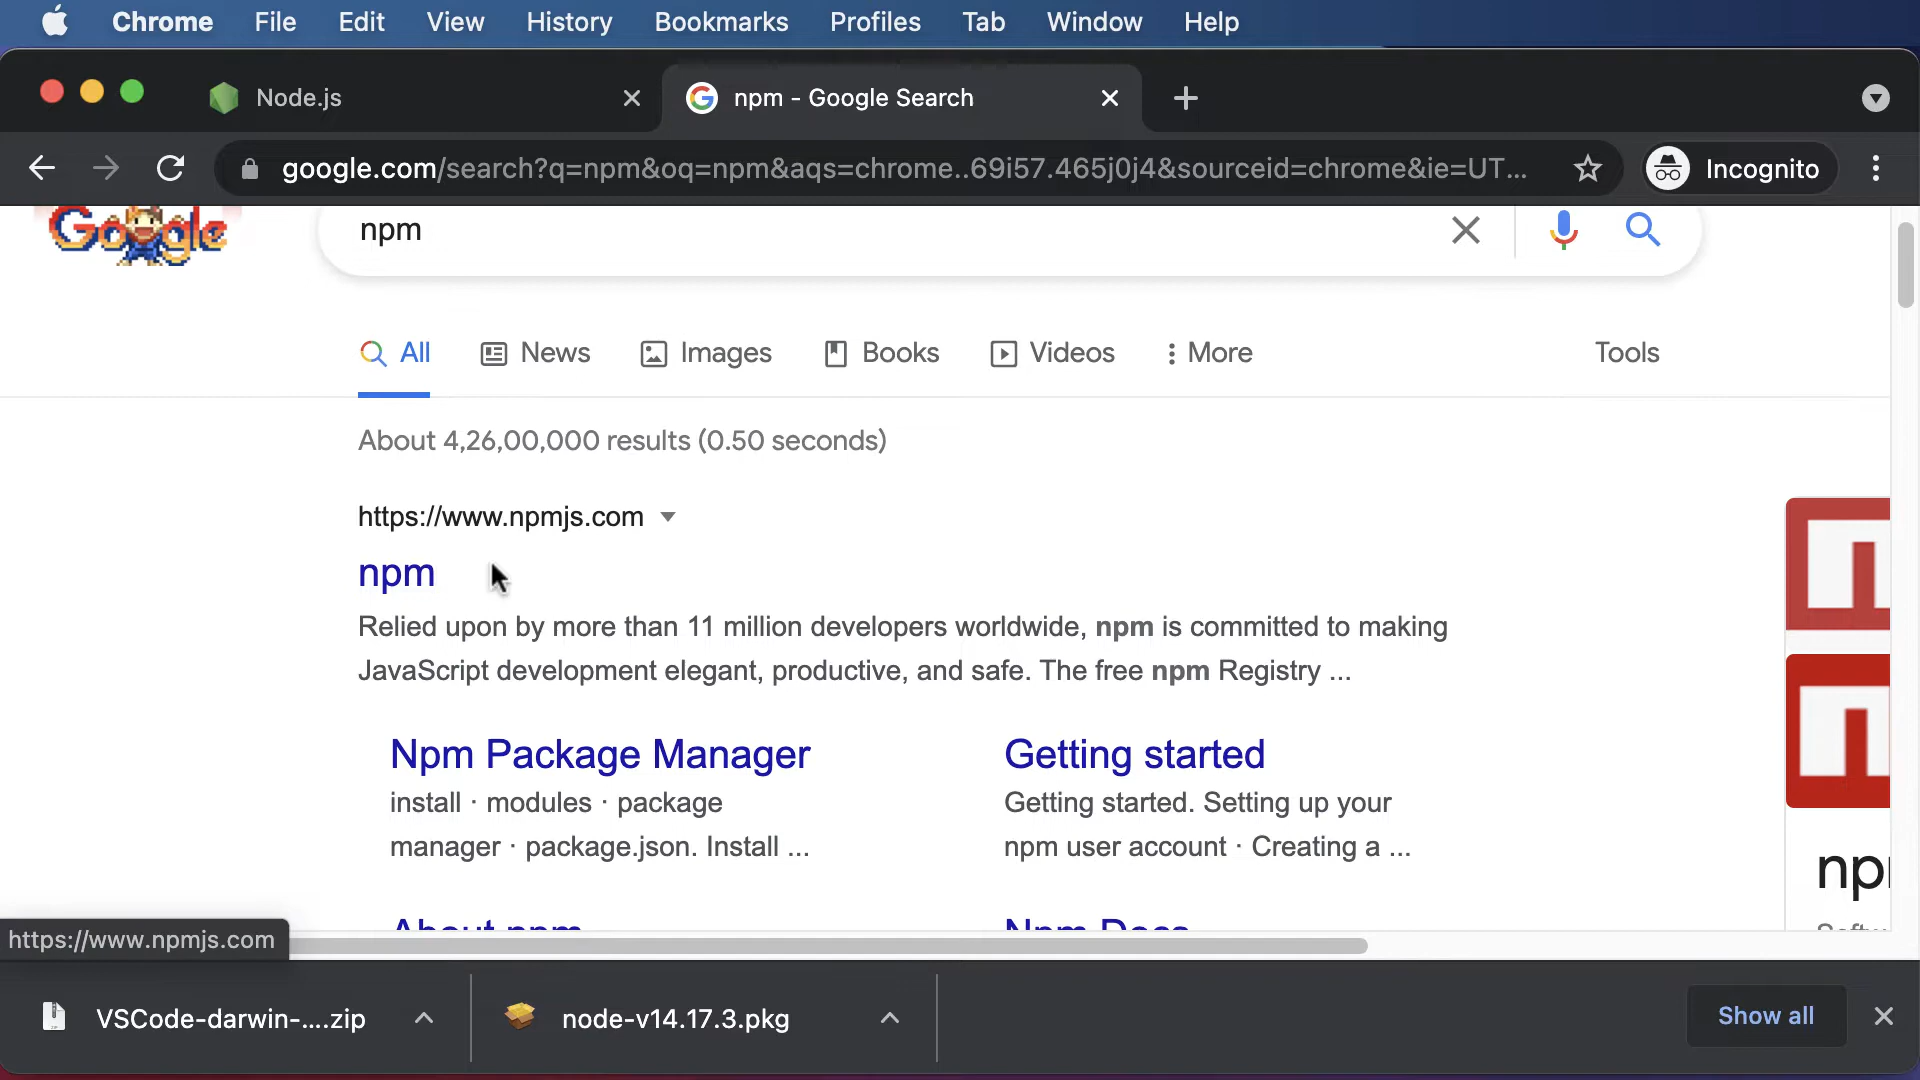 Chrome File Edit View History Bookmarks Profiles Tab Window Help
Node.js
npm - Google Search
google.com/search?q=npm&oq=npm&aqs=chrome..69i57.465j0j4&sourceid=chrome&ie=UT...
Incognito
Google
npm
All News Images Books Videos More Tools
About 4,26,00,000 results (0.50 seconds)
https://www.npmjs.com
npm
Relied upon by more than 11 million developers worldwide, npm is committed to making
JavaScript development elegant, productive, and safe. The free npm Registry ...
Npm Package Manager
install · modules · package
manager · package.json. Install ...
Getting started
Getting started. Setting up your
npm user account · Creating a ...
About npm
Npm Docs
https://www.npmjs.com
VSCode-darwin-....zip
node-v14.17.3.pkg
Show all